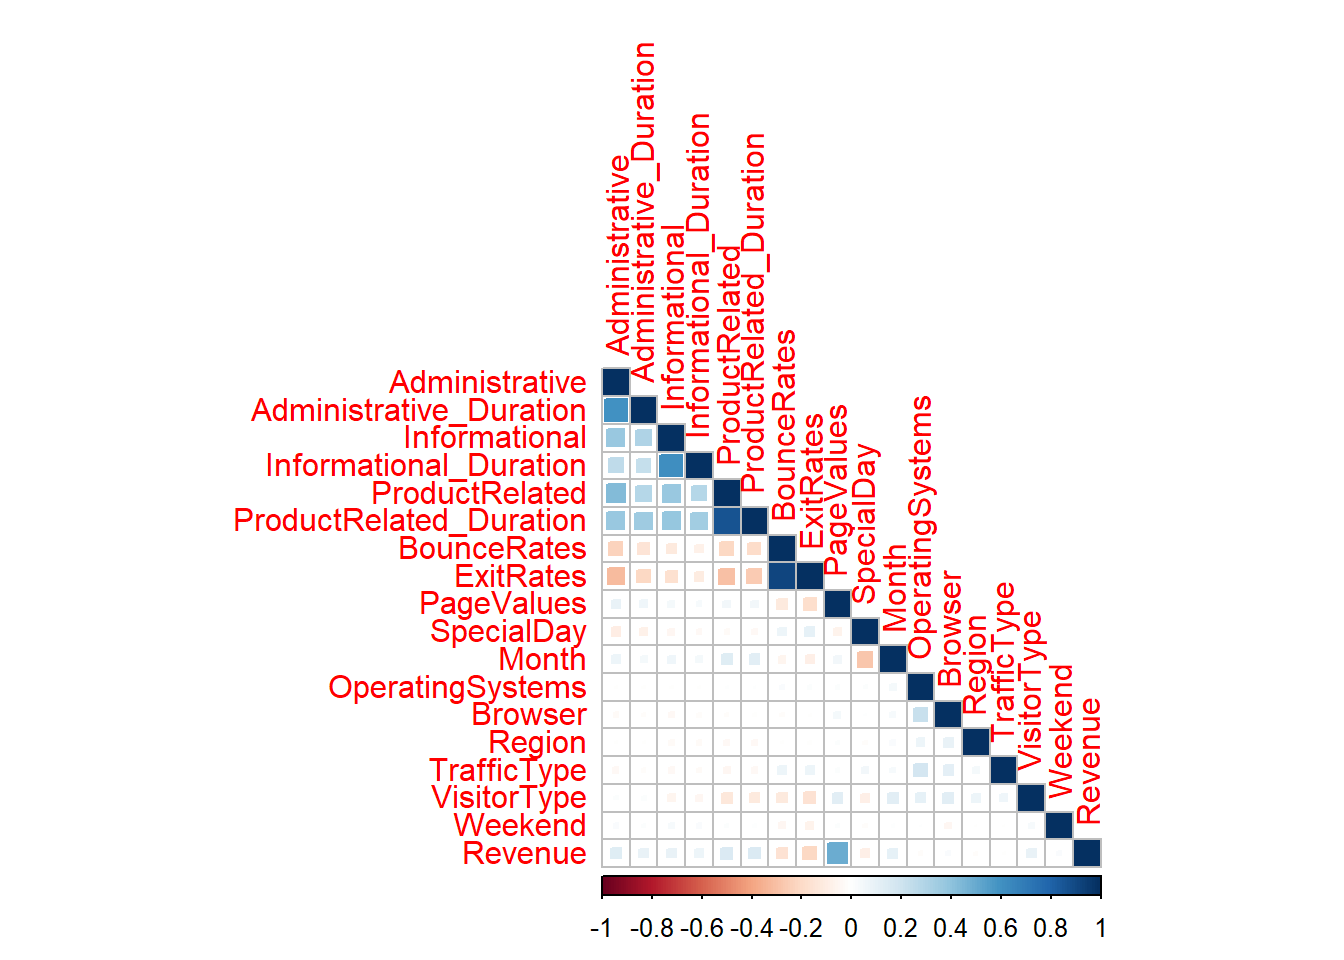 Administrative
Administrative_Duration
Informational
Informational_Duration
ProductRelated
ProductRelated_Duration
BounceRates
ExitRates
PageValues
SpecialDay
Month
OperatingSystems
Browser
Region
TrafficType
VisitorType
Weekend
Revenue
Administrative
Administrative_Duration
Informational
Informational_Duration
ProductRelated
ProductRelated_Duration
BounceRates
ExitRates
PageValues
SpecialDay
Month
OperatingSystems
Browser
Region
TrafficType
VisitorType
Weekend
Revenue
-1 -0.8 -0.6 -0.4 -0.2 0 0.2 0.4 0.6 0.8 1